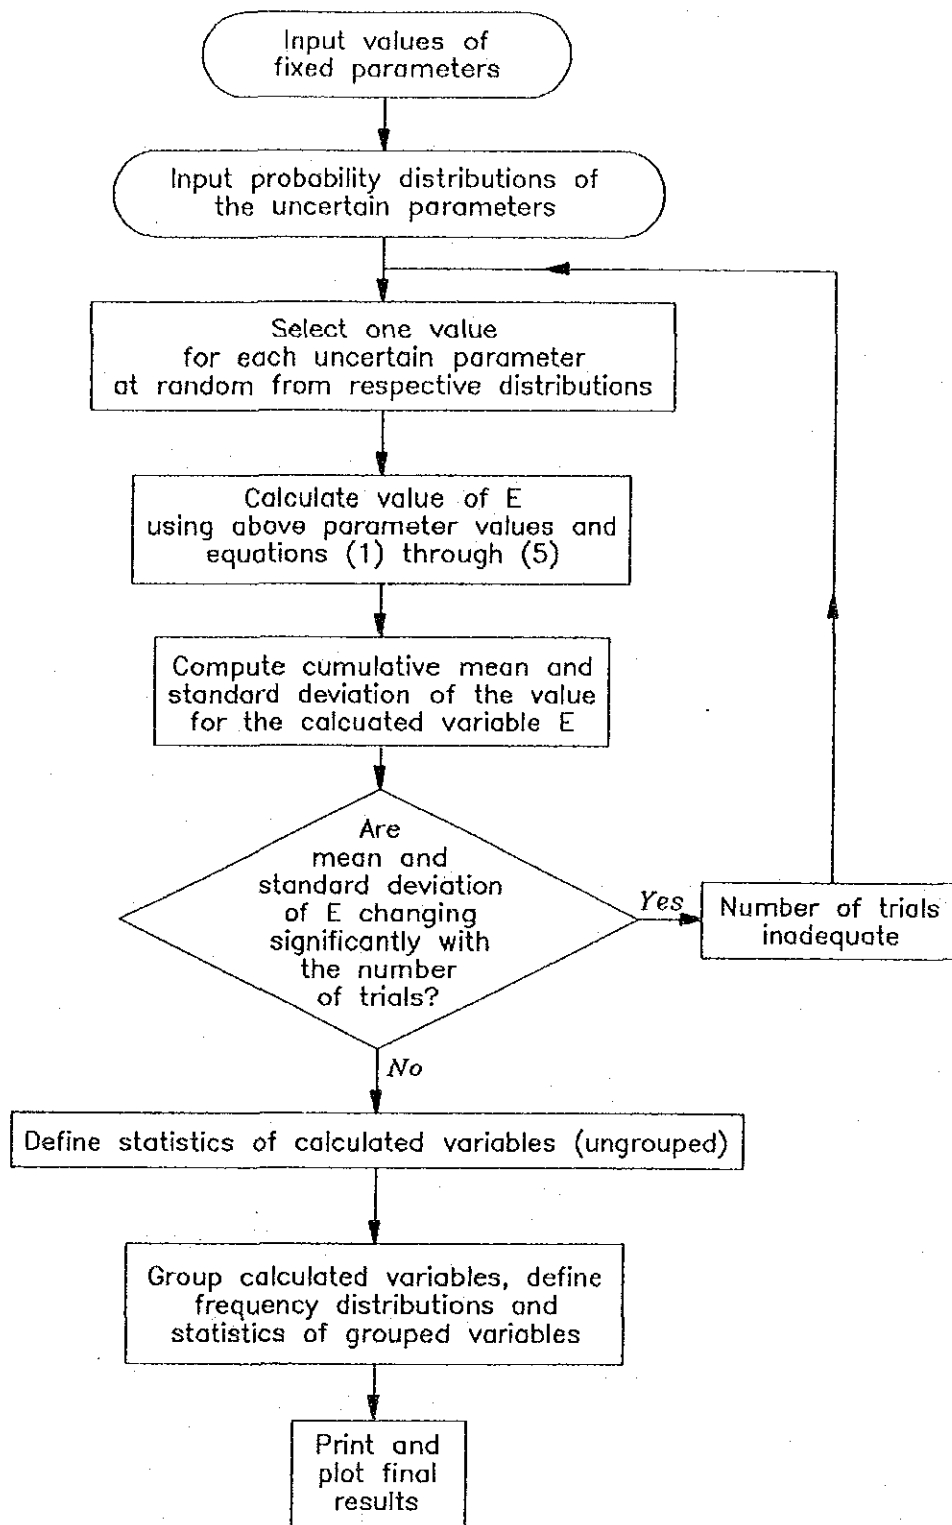 Input values of
fixed parameters
Input probability distributions of
the uncertain parameters
Select one value
for each uncertain parameter
at random from respective distributions
Calculate value of E
using above parameter values and
equations (1) through (5)
Compute cumulative mean and
standard deviation of the value
for the calcuated variable E
Are
mean and
standard deviation
of E changing
significantly with
the number
of trials?
Yes
Number of trials
inadequate
No
Define statistics of calculated variables (ungrouped)
Group calculated variables, define
frequency distributions and
statistics of grouped variables
Print and
plot final
results